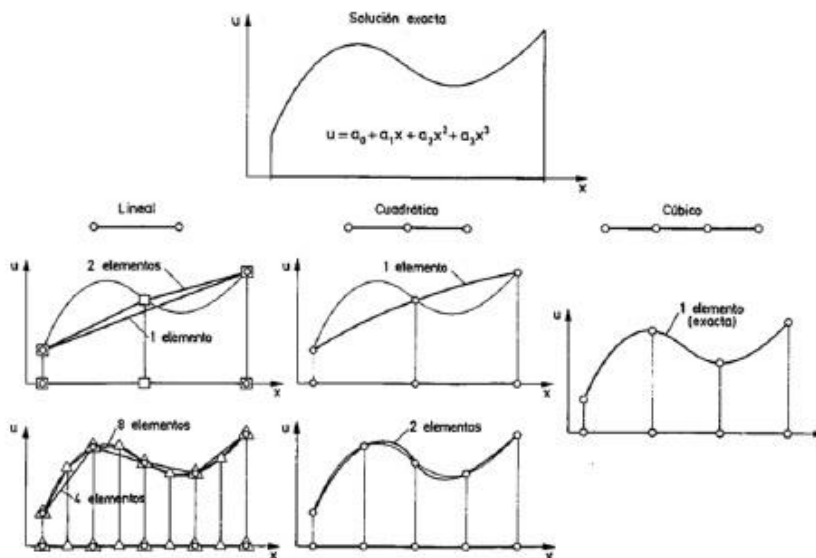 u
Solución exacta
u = a₀ + a₁x + a₂x² + a₃x³
x
Lineal
Cuadrático
Cúbico
u
2 elementos
1 elemento
x
u
1 elemento
x
u
1 elemento
(exacta)
x
u
8 elementos
4 elementos
x
u
2 elementos
x